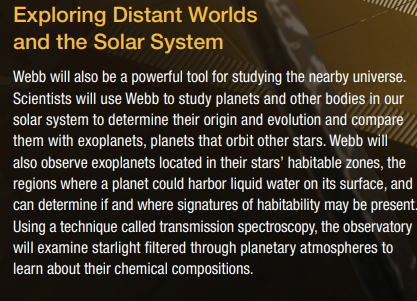 Exploring Distant Worlds
and the Solar System
Webb will also be a powerful tool for studying the nearby universe.
Scientists will use Webb to study planets and other bodies in our
solar system to determine their origin and evolution and compare
them with exoplanets, planets that orbit other stars. Webb will
also observe exoplanets located in their stars’ habitable zones, the
regions where a planet could harbor liquid water on its surface, and
can determine if and where signatures of habitability may be present.
Using a technique called transmission spectroscopy, the observatory
will examine starlight filtered through planetary atmospheres to
learn about their chemical compositions.